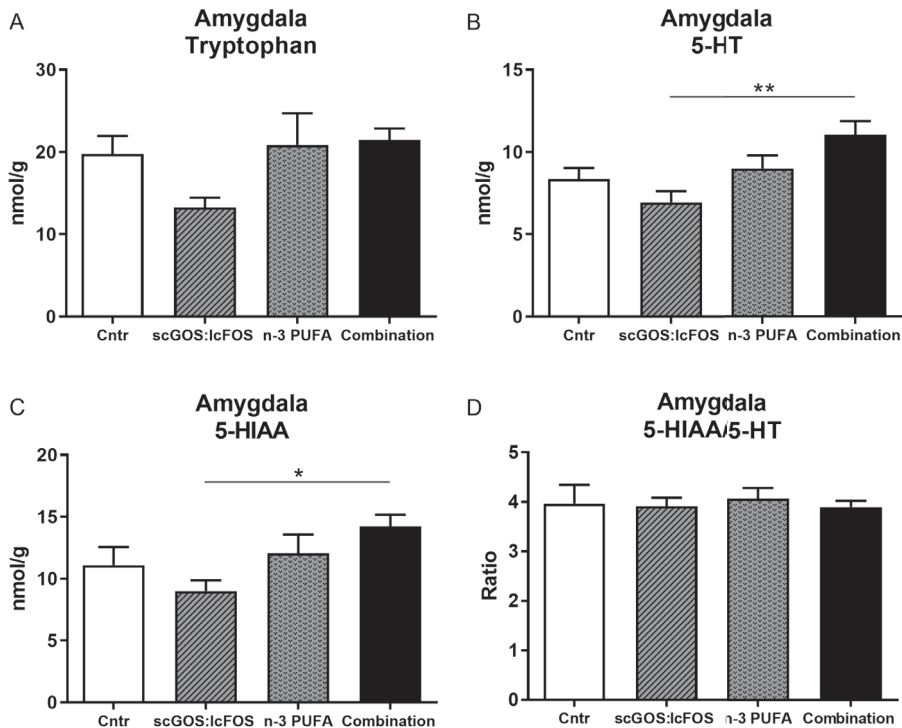 A
Amygdala
Tryptophan
30
20
10
0
nmol/g
Cntr scGOS:lcFOS n-3 PUFA Combination
B
Amygdala
5-HT
**
15
10
5
0
nmol/g
Cntr scGOS:lcFOS n-3 PUFA Combination
C
Amygdala
5-HIAA
*
20
15
10
5
0
nmol/g
Cntr scGOS:lcFOS n-3 PUFA Combination
D
Amygdala
5-HIAA/5-HT
5
4
3
2
1
0
Ratio
Cntr scGOS:lcFOS n-3 PUFA Combination